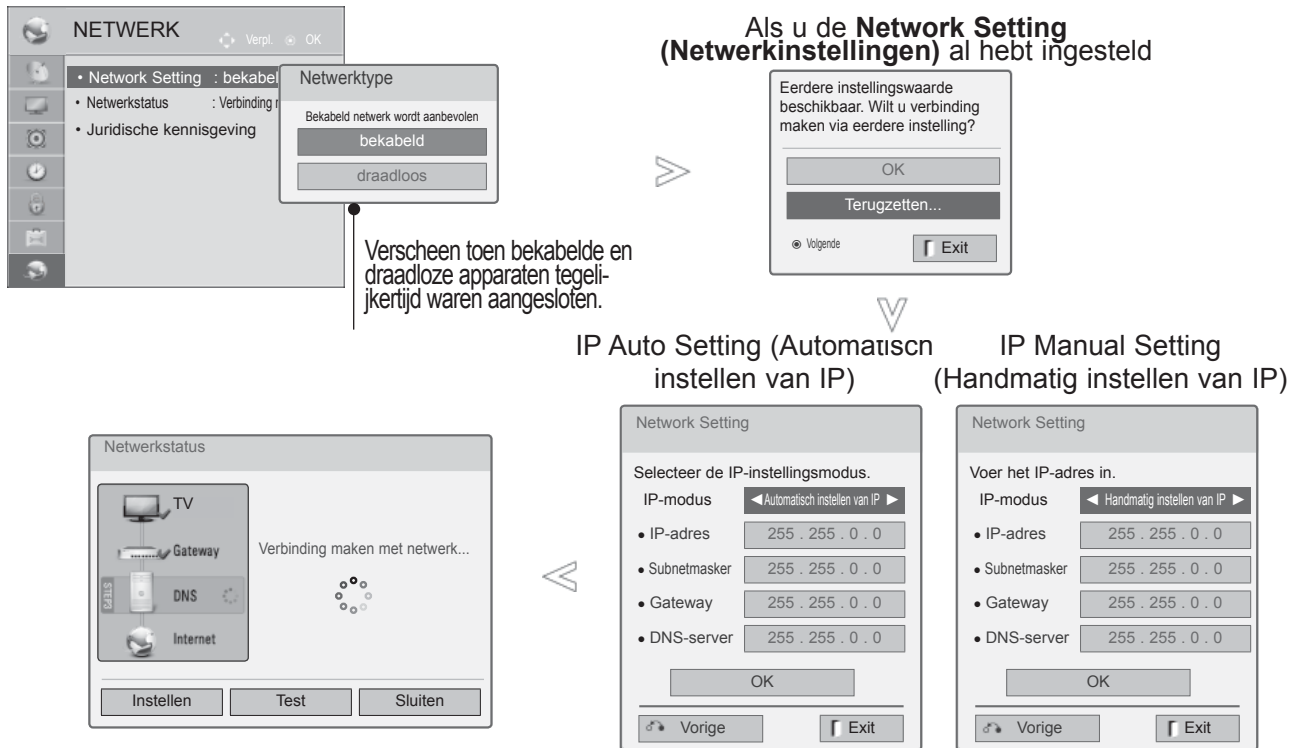 NETWERK
Verpl. OK
• Network Setting : bekabel
• Netwerkstatus : Verbinding
• Juridische kennisgeving
Netwerktype
Bekabeld netwerk wordt aanbevolen
bekabeld
draadloos
Verscheen toen bekabelde en
draadloze apparaten tegeli-
jkertijd waren aangesloten.
Als u de Network Setting
(Netwerkinstellingen) al hebt ingesteld
Eerdere instellingswaarde
beschikbaar. Wilt u verbinding
maken via eerdere instelling?
OK
Terugzetten...
Volgende
Exit
IP Auto Setting (Automatisch
instellen van IP)
Network Setting
Selecteer de IP-instellingsmodus.
IP-modus ◄ Automatisch instellen van IP ►
• IP-adres 255 . 255 . 0 . 0
• Subnetmasker 255 . 255 . 0 . 0
• Gateway 255 . 255 . 0 . 0
• DNS-server 255 . 255 . 0 . 0
OK
Vorige
Exit
IP Manual Setting
(Handmatig instellen van IP)
Network Setting
Voer het IP-adres in.
IP-modus ◄ Handmatig instellen van IP ►
• IP-adres 255 . 255 . 0 . 0
• Subnetmasker 255 . 255 . 0 . 0
• Gateway 255 . 255 . 0 . 0
• DNS-server 255 . 255 . 0 . 0
OK
Vorige
Exit
Netwerkstatus
TV
Gateway
STEP3
DNS
Internet
Verbinding maken met netwerk...
Instellen
Test
Sluiten